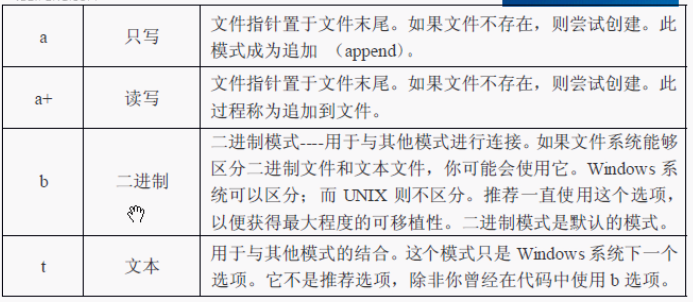 a
只写
文件指针置于文件末尾。如果文件不存在，则尝试创建。此
模式成为追加 （append）。
a+
读写
文件指针置于文件末尾。如果文件不存在，则尝试创建。此
过程称为追加到文件。
b
二进制
二进制模式----用于与其他模式进行连接。如果文件系统能够
区分二进制文件和文本文件，你可能会使用它。Windows 系
统可以区分；而 UNIX 则不区分。推荐一直使用这个选项，
以便获得最大程度的可移植性。二进制模式是默认的模式。
t
文本
用于与其他模式的结合。这个模式只是 Windows 系统下一个
选项。它不是推荐选项，除非你曾经在代码中使用 b 选项。